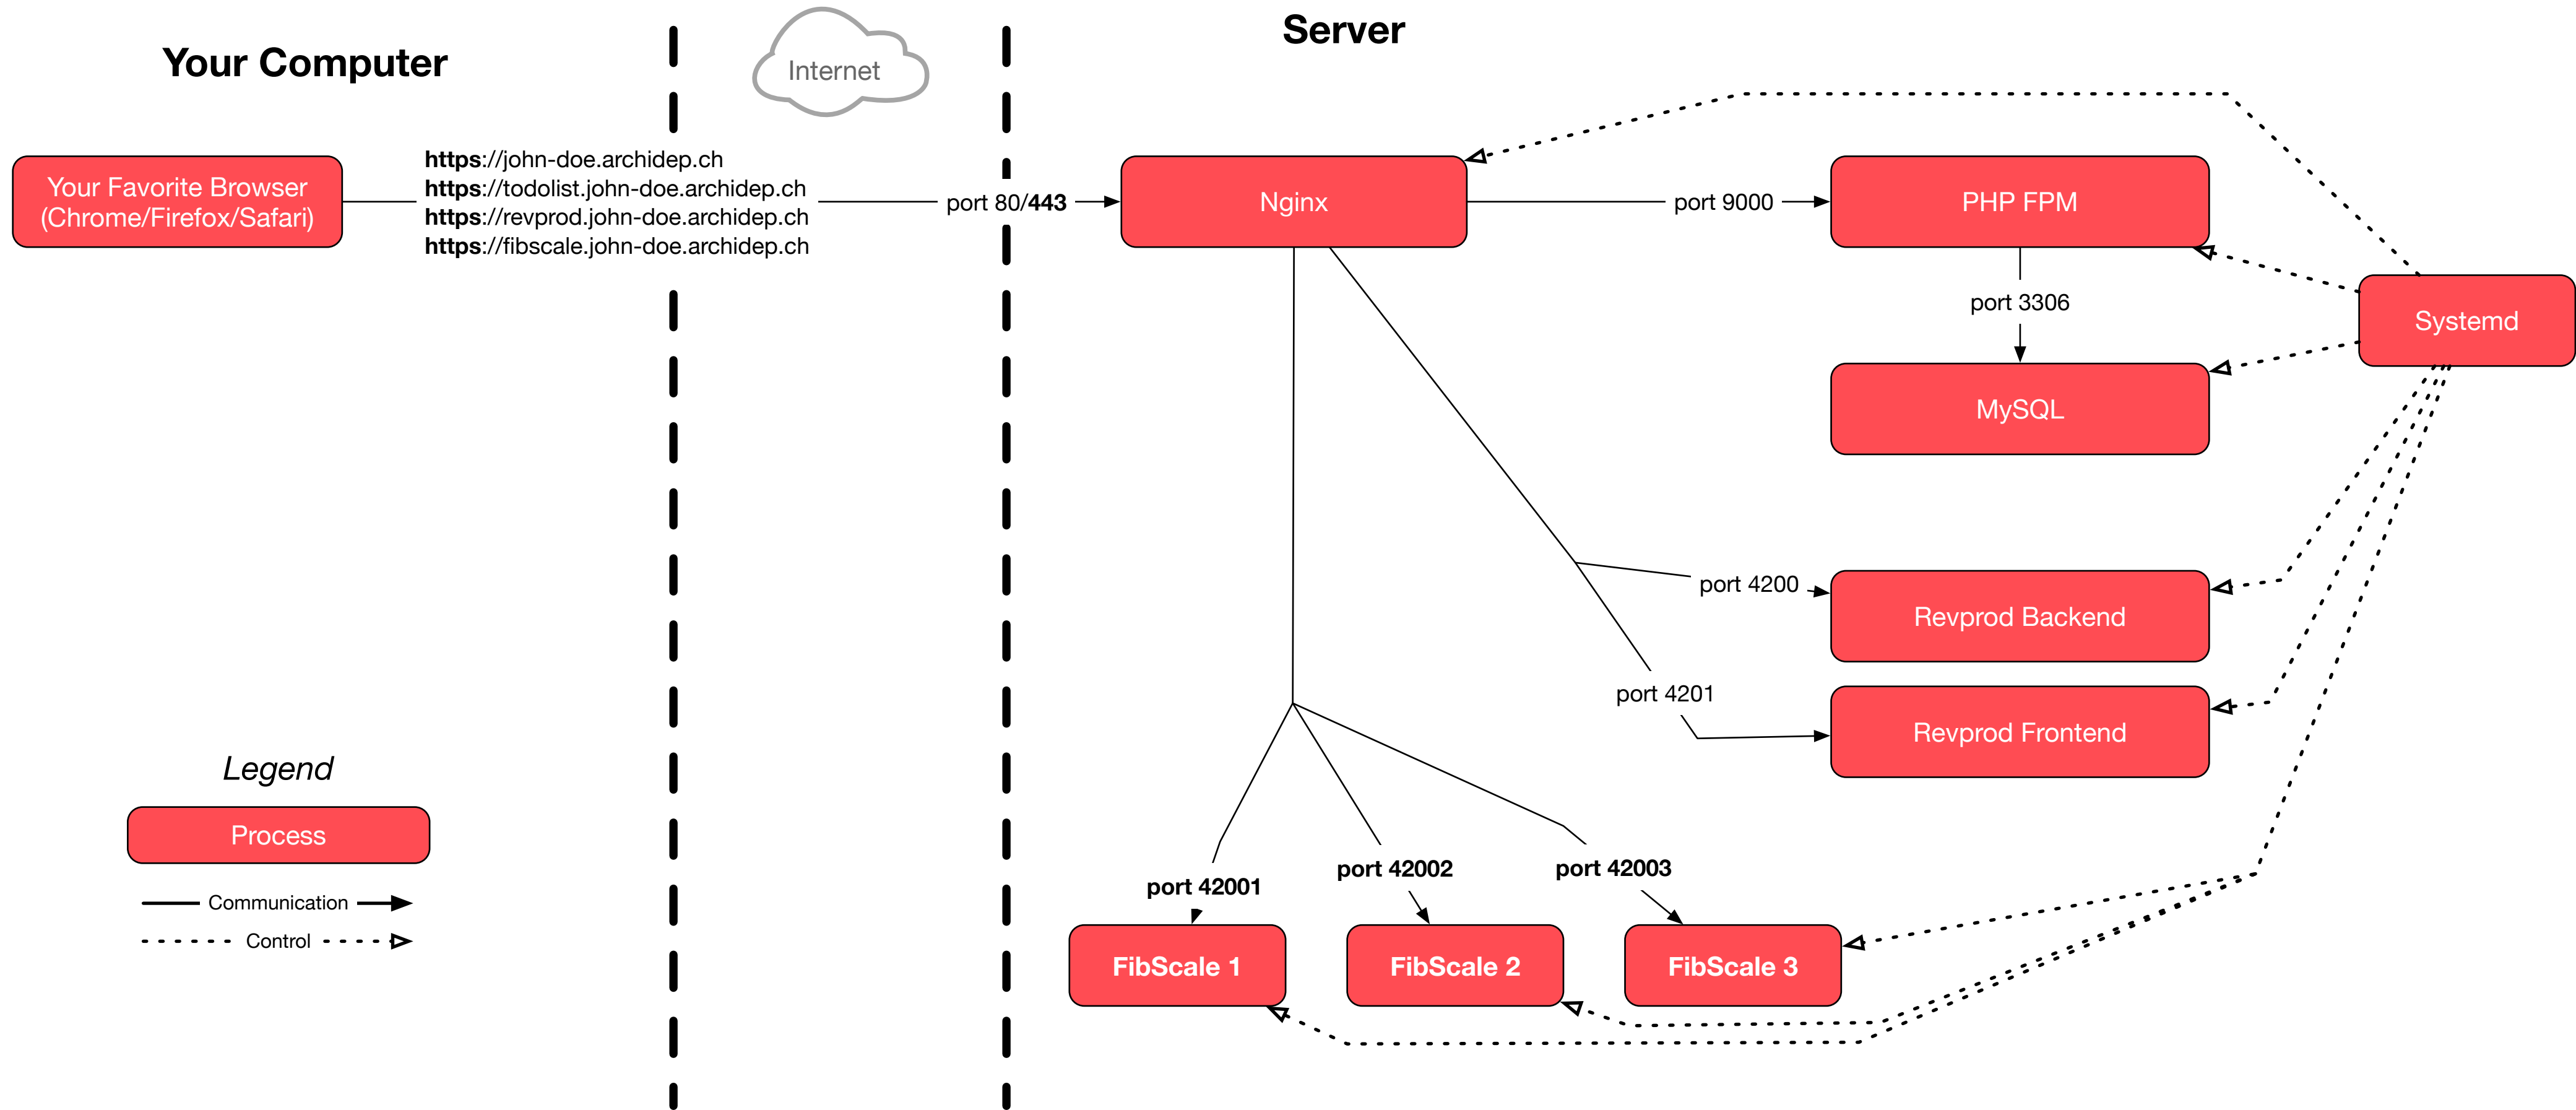 Your Computer
Internet
Server
Your Favorite Browser
(Chrome/Firefox/Safari)
https://john-doe.archidep.ch
https://todolist.john-doe.archidep.ch
https://revprod.john-doe.archidep.ch
https://fibscale.john-doe.archidep.ch
port 80/443
Nginx
port 9000
PHP FPM
port 3306
Systemd
MySQL
port 4200
Revprod Backend
port 4201
Revprod Frontend
Legend
Process
Communication
Control
port 42001
port 42002
port 42003
FibScale 1
FibScale 2
FibScale 3